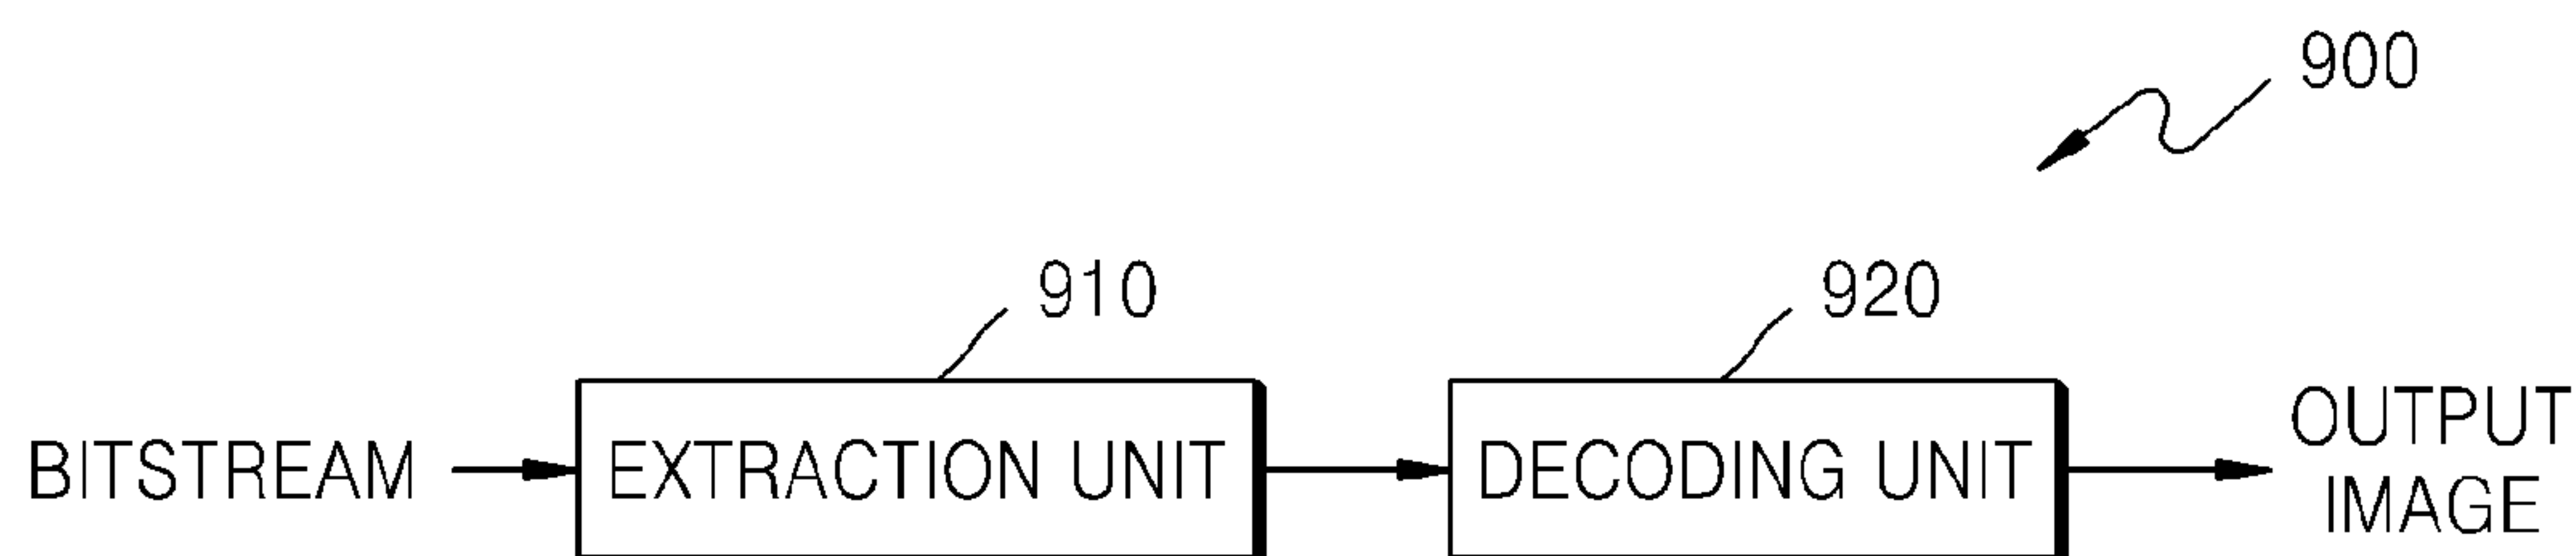 900
910
920
BITSTREAM
EXTRACTION UNIT
DECODING UNIT
OUTPUT
IMAGE